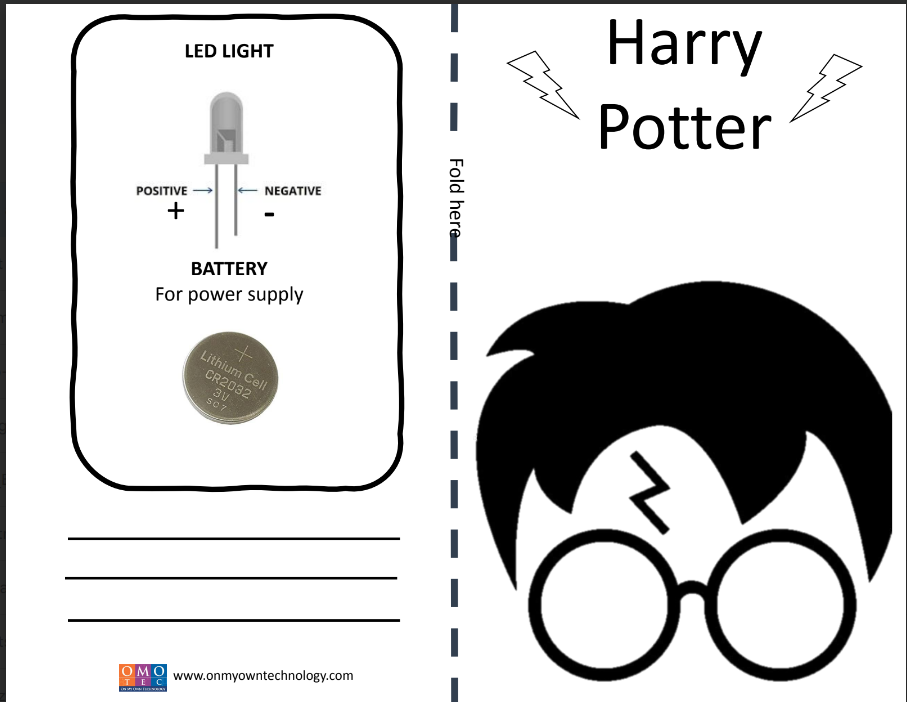 LED LIGHT
POSITIVE
NEGATIVE
+
-
BATTERY
For power supply
+
Lithium Cell
CR2032
3V
SC7
OMO
TEC
www.onmyowntechnology.com
Fold here
Harry
Potter